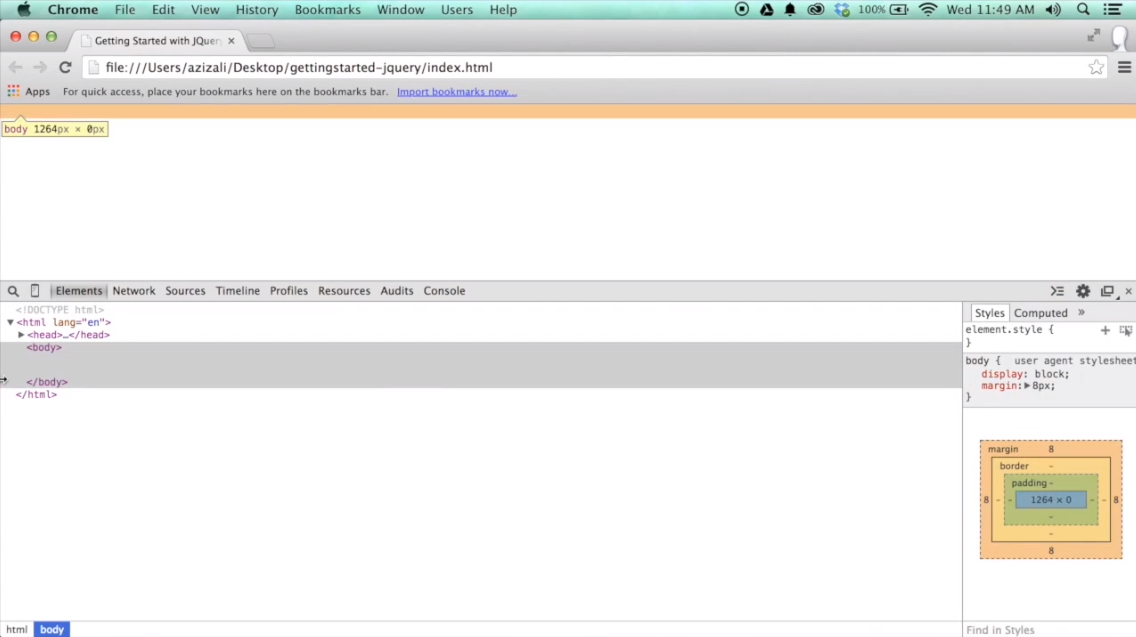 Chrome File Edit View History Bookmarks Window Users Help 100% Wed 11:49 AM
Getting Started with JQuery
file:///Users/azizali/Desktop/gettingstarted-jquery/index.html
Apps For quick access, place your bookmarks here on the bookmarks bar. Import bookmarks now...
body 1264px × 0px
Elements Network Sources Timeline Profiles Resources Audits Console
<!DOCTYPE html>
<html lang="en">
<head>…</head>
<body>
</body>
</html>
Styles Computed »
element.style {
}
body { user agent stylesheet
display: block;
margin: 8px;
}
margin 8
border -
padding -
8 - - 1264 × 0 - - 8
-
-
8
html body
Find in Styles